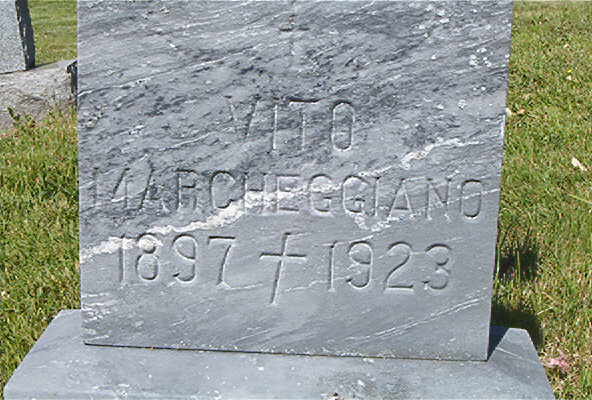 VITO
MARCHEGGIANO
1897 † 1923